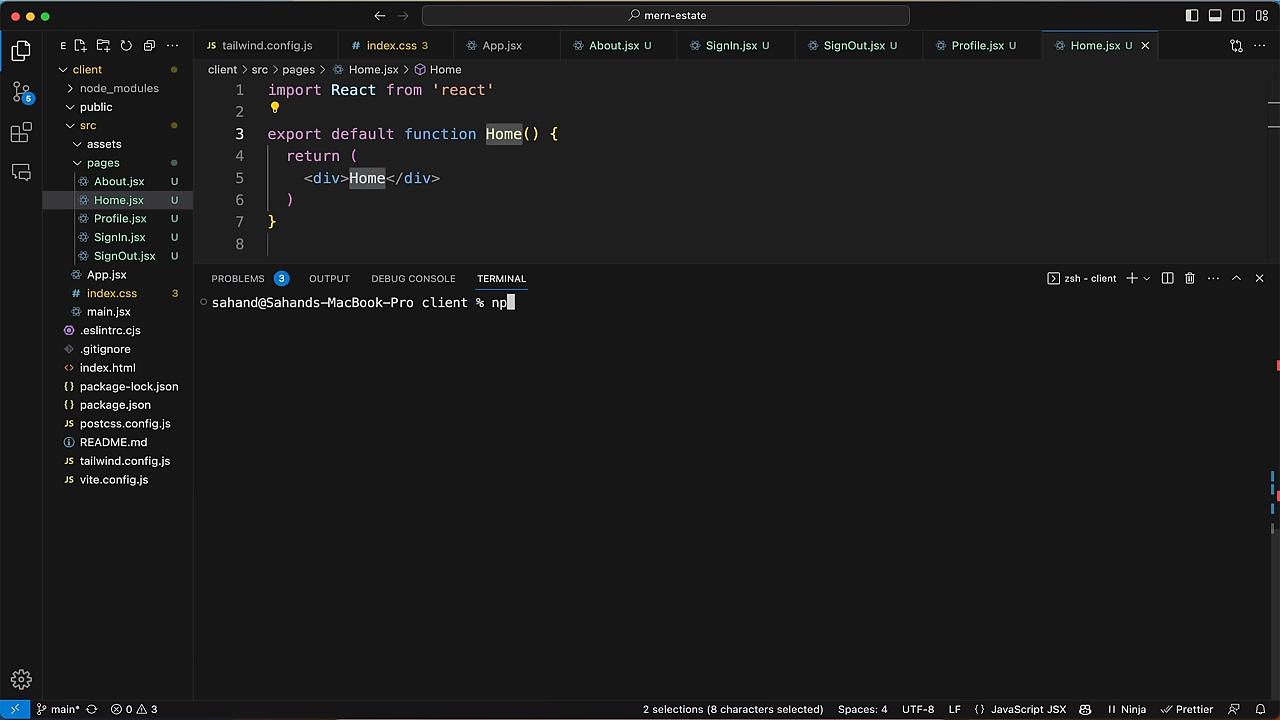 mern-estate
E
tailwind.config.js
index.css 3
App.jsx
About.jsx U
SignIn.jsx U
SignOut.jsx U
Profile.jsx U
Home.jsx U
client
node_modules
public
src
assets
pages
About.jsx U
Home.jsx U
Profile.jsx U
SignIn.jsx U
SignOut.jsx U
App.jsx
index.css 3
main.jsx
.eslintrc.cjs
.gitignore
index.html
package-lock.json
package.json
postcss.config.js
README.md
tailwind.config.js
vite.config.js
5
client > src > pages > Home.jsx > Home
1 import React from 'react'
2
3 export default function Home() {
4 return (
5 <div>Home</div>
6 )
7 }
8
PROBLEMS 3 OUTPUT DEBUG CONSOLE TERMINAL
zsh - client
sahand@Sahands-MacBook-Pro client % np
main* 0 3
2 selections (8 characters selected) Spaces: 4 UTF-8 LF {} JavaScript JSX Ninja Prettier